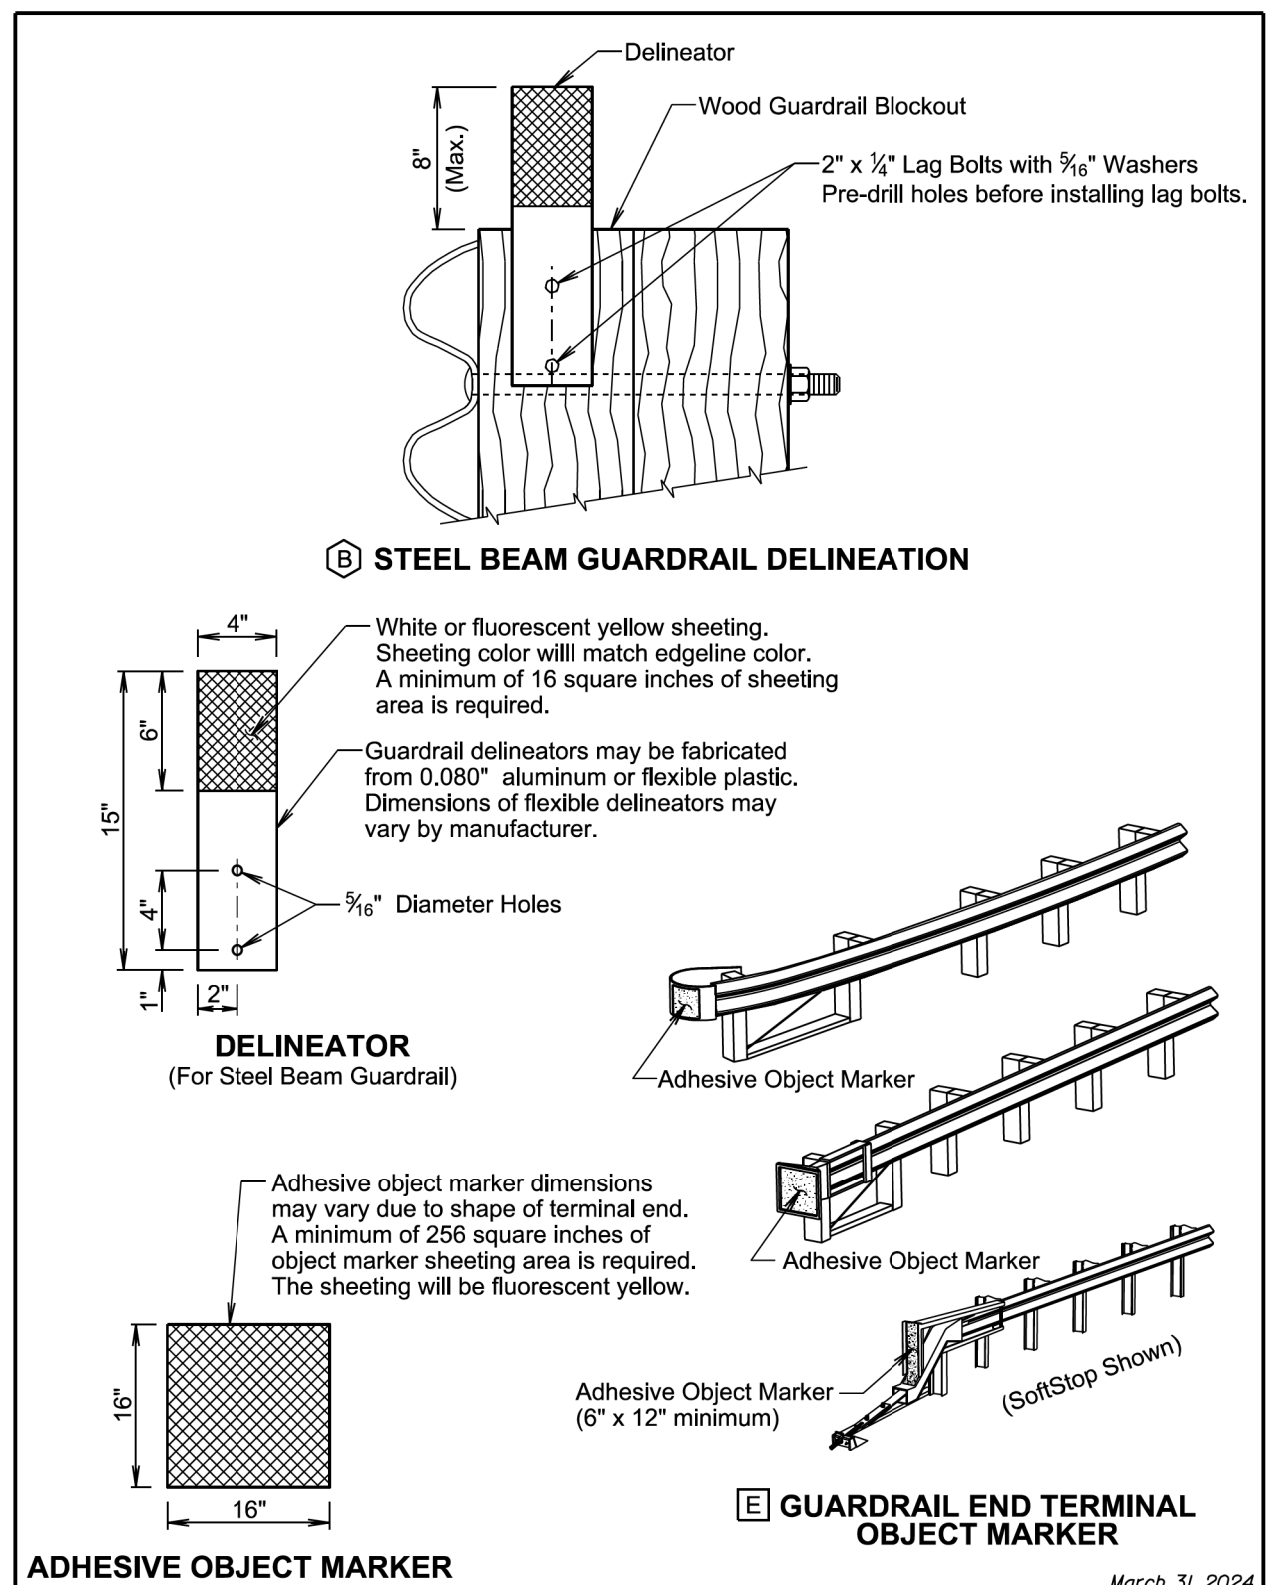 Delineator
Wood Guardrail Blockout
8"
(Max.)
2" x 1/4" Lag Bolts with 5/16" Washers
Pre-drill holes before installing lag bolts.
B STEEL BEAM GUARDRAIL DELINEATION
4"
White or fluorescent yellow sheeting.
Sheeting color willl match edgeline color.
A minimum of 16 square inches of sheeting
area is required.
6"
Guardrail delineators may be fabricated
from 0.080" aluminum or flexible plastic.
Dimensions of flexible delineators may
vary by manufacturer.
15"
4"
5/16" Diameter Holes
1"
2"
DELINEATOR
(For Steel Beam Guardrail)
Adhesive Object Marker
Adhesive object marker dimensions
may vary due to shape of terminal end.
A minimum of 256 square inches of
object marker sheeting area is required.
The sheeting will be fluorescent yellow.
Adhesive Object Marker
16"
16"
Adhesive Object Marker
(6" x 12" minimum)
(SoftStop Shown)
E GUARDRAIL END TERMINAL
OBJECT MARKER
ADHESIVE OBJECT MARKER
March 31, 2024